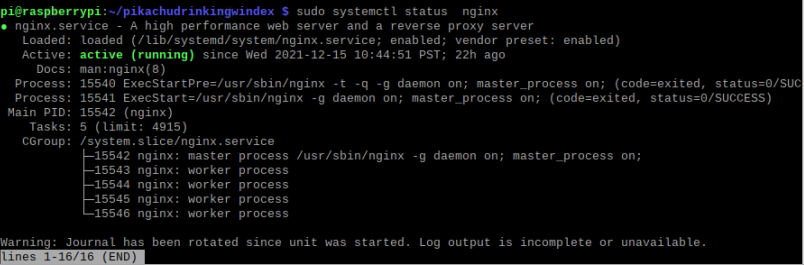 pi@raspberrypi:~/pikachudrinkingwindex $ sudo systemctl status  nginx
● nginx.service - A high performance web server and a reverse proxy server
   Loaded: loaded (/lib/systemd/system/nginx.service; enabled; vendor preset: enabled)
   Active: active (running) since Wed 2021-12-15 10:44:51 PST; 22h ago
     Docs: man:nginx(8)
  Process: 15540 ExecStartPre=/usr/sbin/nginx -t -q -g daemon on; master_process on; (code=exited, status=0/SUC
  Process: 15541 ExecStart=/usr/sbin/nginx -g daemon on; master_process on; (code=exited, status=0/SUCCESS)
 Main PID: 15542 (nginx)
    Tasks: 5 (limit: 4915)
   CGroup: /system.slice/nginx.service
           ├─15542 nginx: master process /usr/sbin/nginx -g daemon on; master_process on;
           ├─15543 nginx: worker process
           ├─15544 nginx: worker process
           ├─15545 nginx: worker process
           └─15546 nginx: worker process
Warning: Journal has been rotated since unit was started. Log output is incomplete or unavailable.
lines 1-16/16 (END)